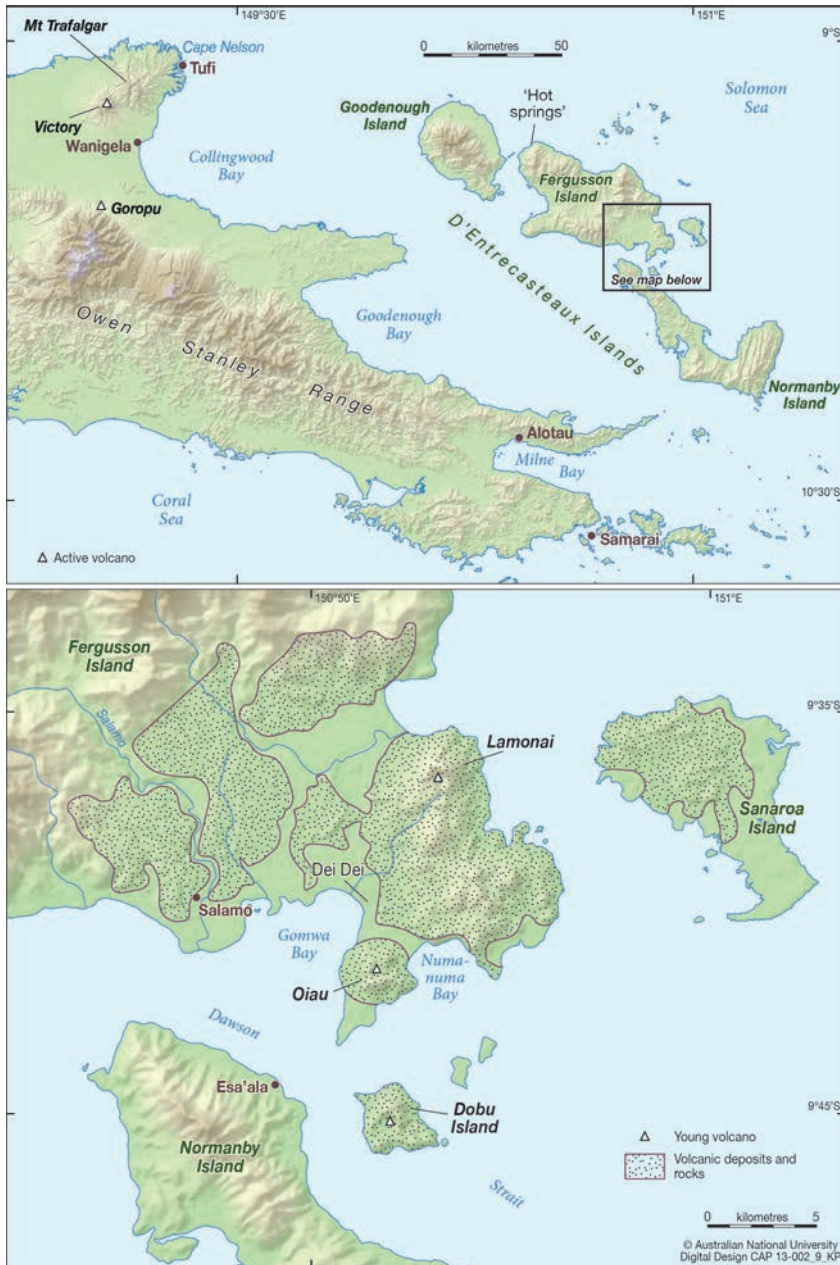 149°30'E
151°E
9°S
Mt Trafalgar
Cape Nelson
Tufi
0 kilometres 50
Solomon
Sea
Victory
Wanigela
Collingwood
Bay
Goodenough
Island
'Hot
springs'
Fergusson
Island
Goropu
D'Entrecasteaux Islands
See map below
Owen Stanley Range
Goodenough
Bay
Normanby
Island
Alotau
Milne
Bay
10°30'S
Coral
Sea
Samarai
Active volcano
150°50'E
151°E
Fergusson
Island
Salamo
9°35'S
Lamonai
Sanaroa
Island
Dei Dei
Salamo
Gomwa
Bay
Numa-
numa
Bay
Oiau
Dawson
Esa'ala
Dobu
Island
9°45'S
Normanby
Island
Strait
Young volcano
Volcanic deposits and
rocks
0 kilometres 5
© Australian National University
Digital Design CAP 13-002_9_KP